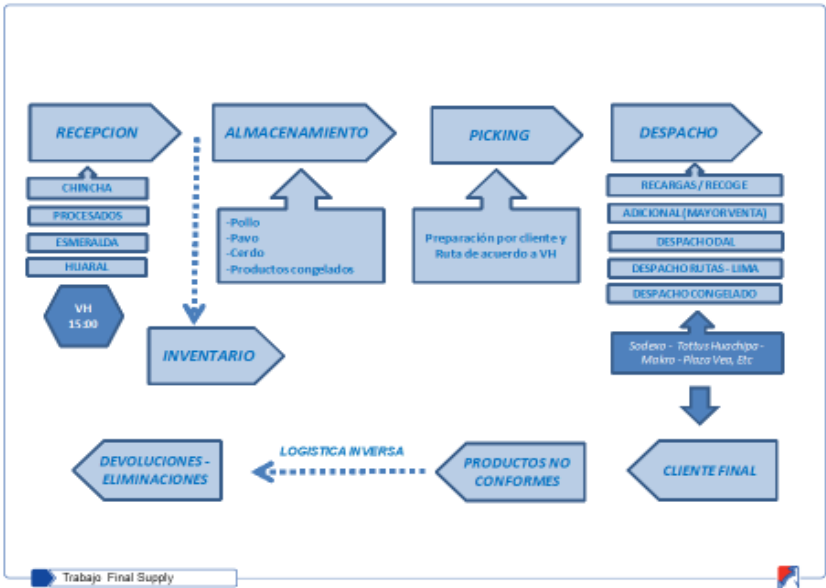 RECEPCION
ALMACENAMIENTO
PICKING
DESPACHO
CHINCHA
PROCESADOS
ESMERALDA
HUARAL
VH
15:00
-Pollo
-Pavo
-Cerdo
-Productos congelados
Preparación por cliente y
Ruta de acuerdo a VH
RECARGAS / RECOGE
ADICIONAL (MAYOR VENTA)
DESPACHO DAL
DESPACHO RUTAS - LIMA
DESPACHO CONGELADO
Sodexo - Tottus Huachipa -
Makro - Plaza Vea, Etc
INVENTARIO
DEVOLUCIONES -
ELIMINACIONES
LOGISTICA INVERSA
PRODUCTOS NO
CONFORMES
CLIENTE FINAL
Trabajo Final Supply